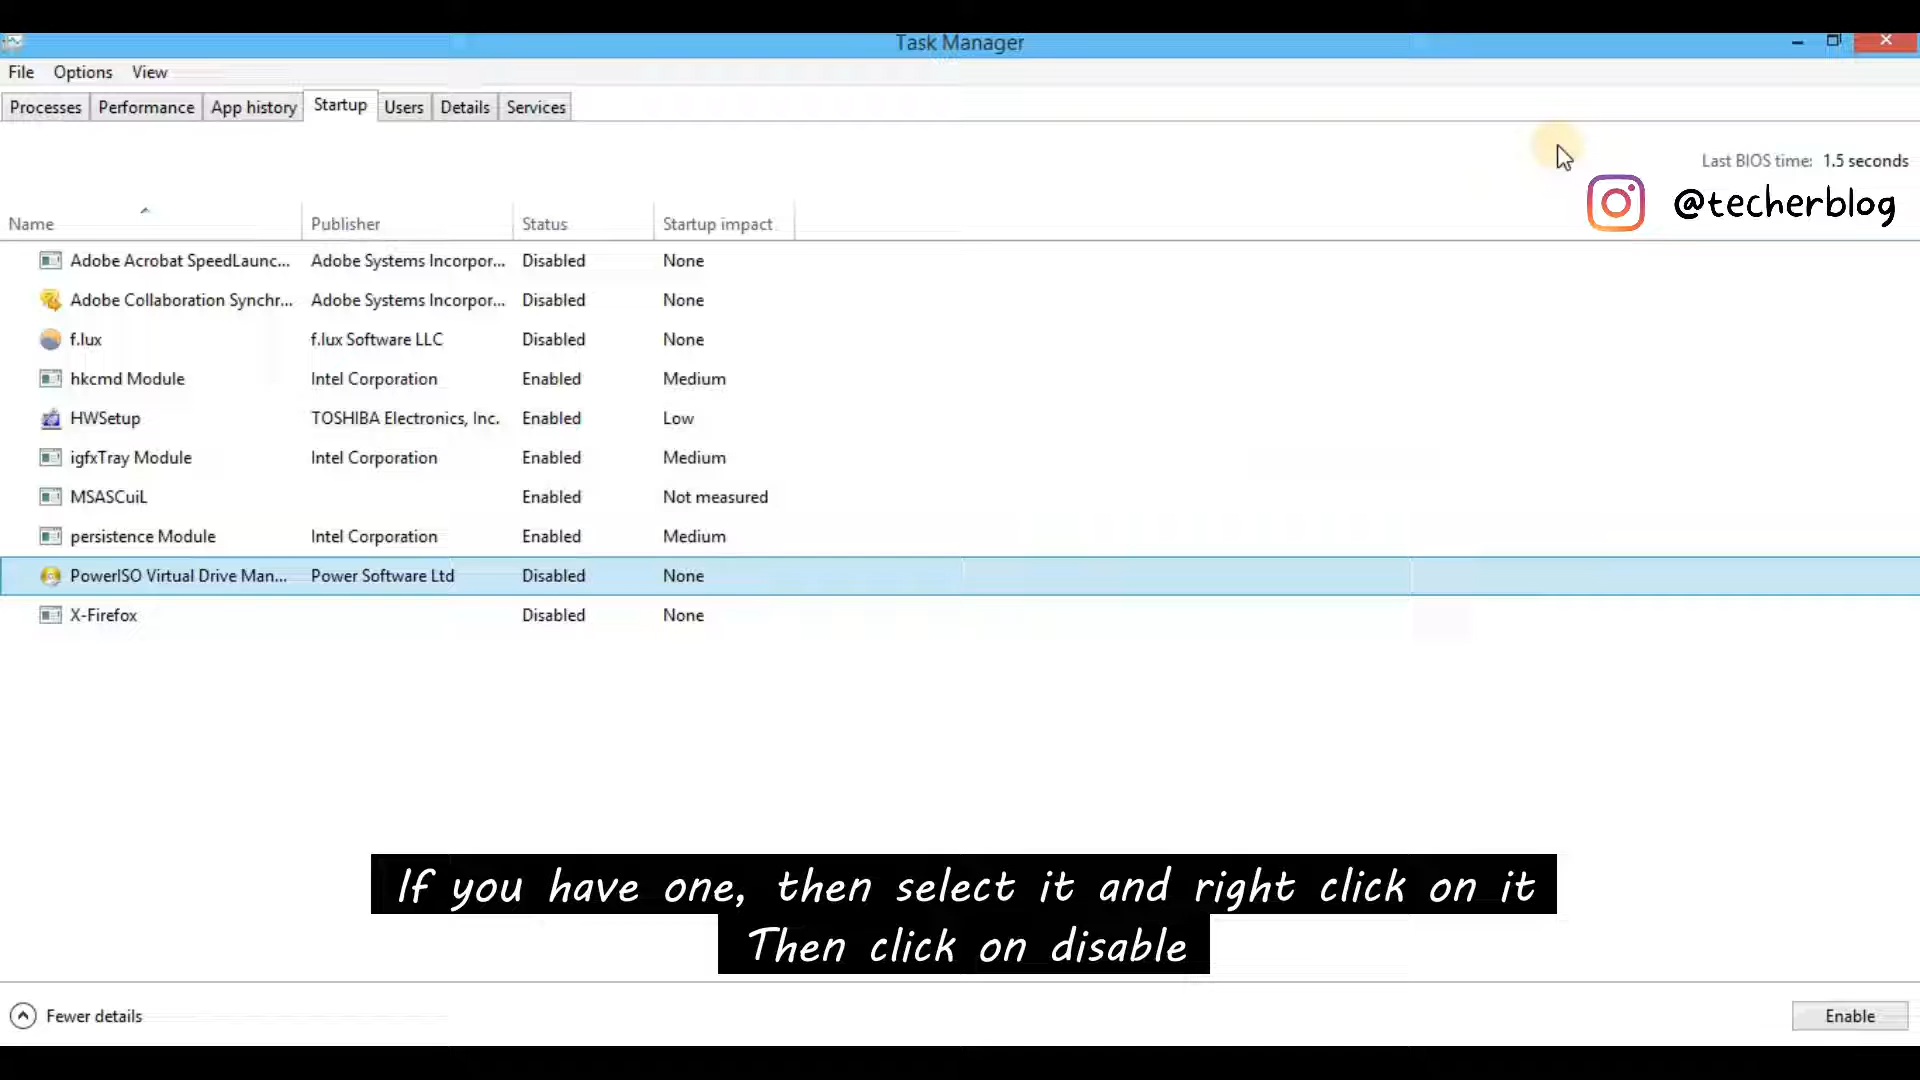 Task Manager
File Options View
Processes Performance App history Startup Users Details Services
Last BIOS time: 1.5 seconds
@techerblog
Name Publisher Status Startup impact
Adobe Acrobat SpeedLaunc... Adobe Systems Incorpor... Disabled None
Adobe Collaboration Synchr... Adobe Systems Incorpor... Disabled None
f.lux f.lux Software LLC Disabled None
hkcmd Module Intel Corporation Enabled Medium
HWSetup TOSHIBA Electronics, Inc. Enabled Low
igfxTray Module Intel Corporation Enabled Medium
MSASCuiL Enabled Not measured
persistence Module Intel Corporation Enabled Medium
PowerISO Virtual Drive Man... Power Software Ltd Disabled None
X-Firefox Disabled None
If you have one, then select it and right click on it
Then click on disable
Fewer details Enable